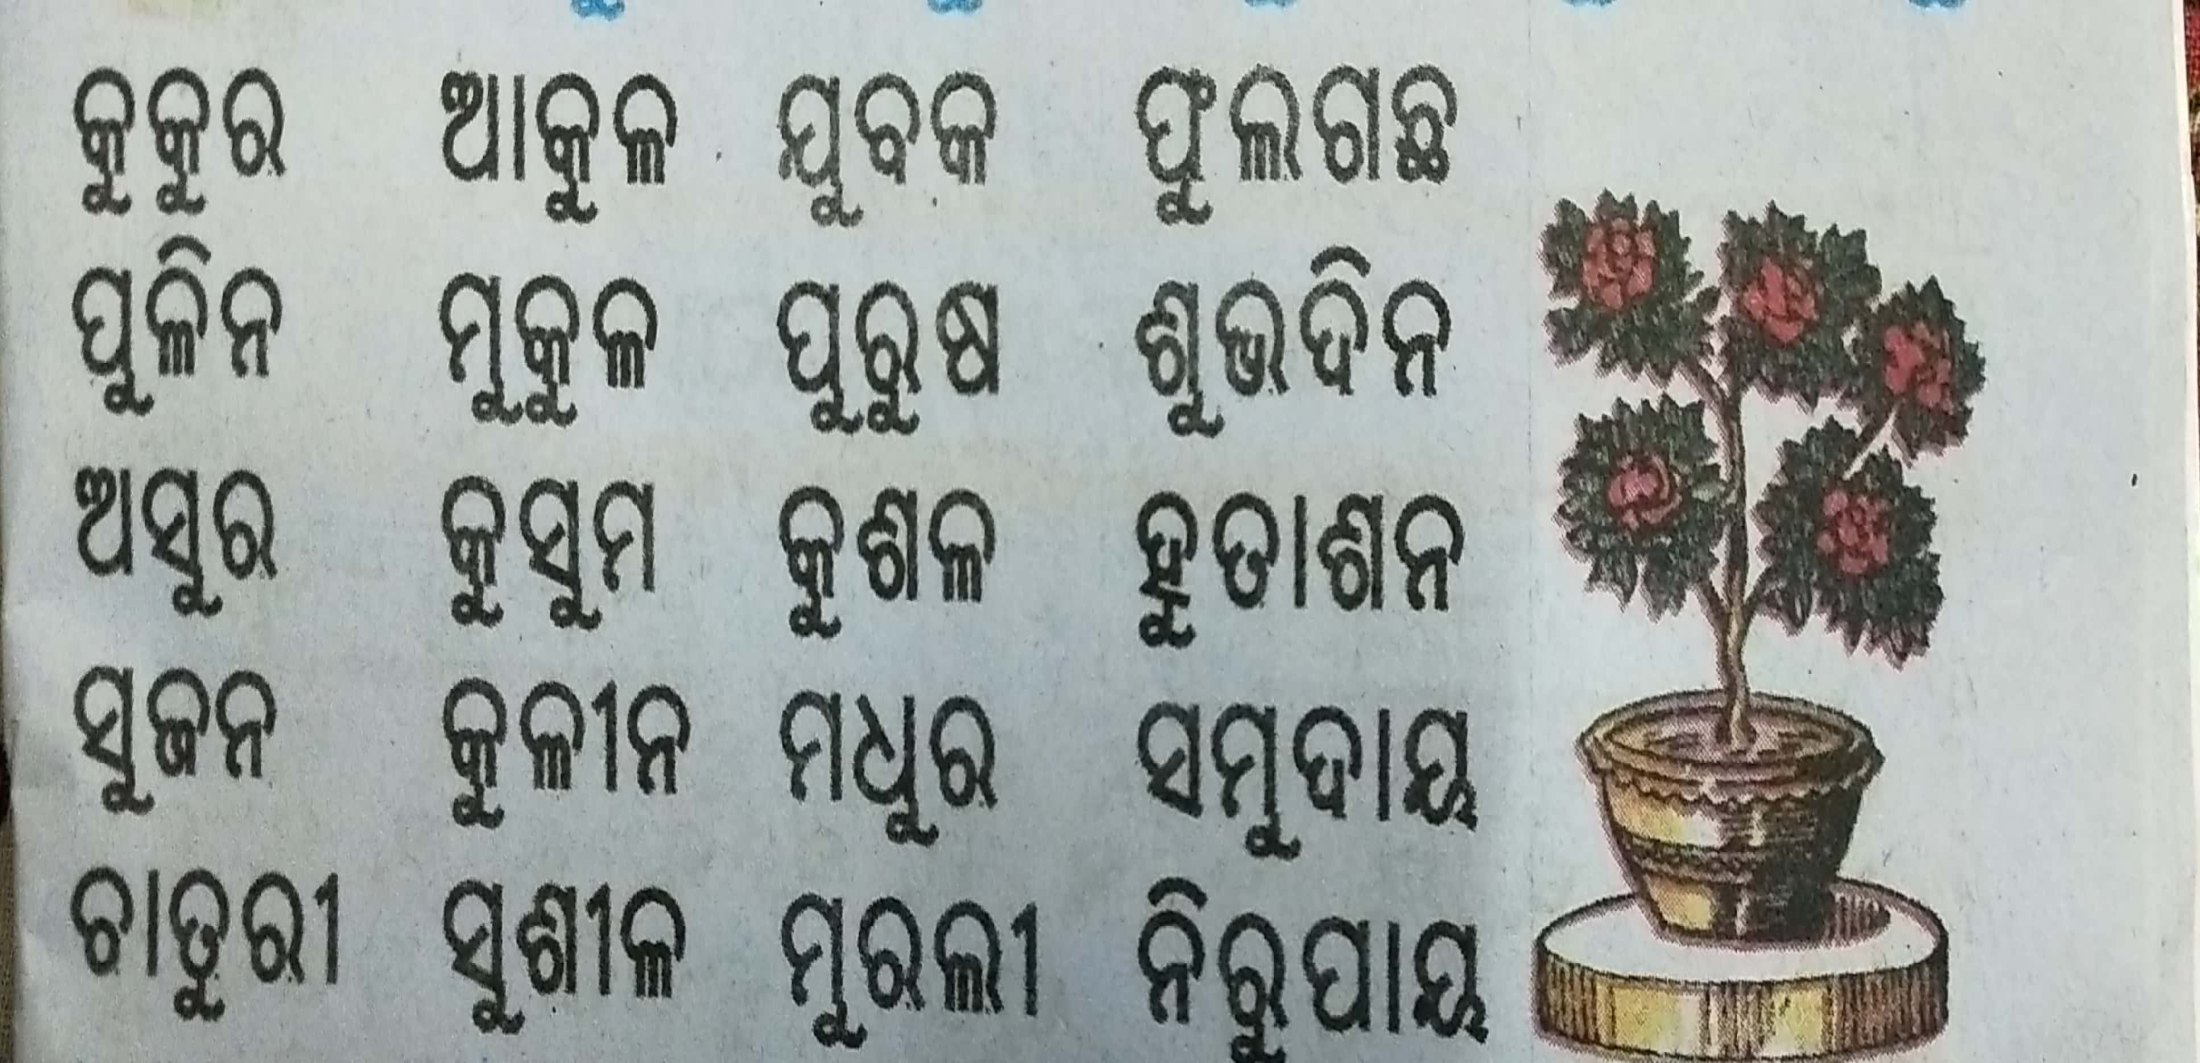 କୁକୁର ଆକୁଳ ଯୁବକ ଫୁଲଗଛ
ପୁଳିନ ମୁକୁଳ ପୁରୁଷ ଶୁଭଦିନ
ଅସୁର କୁସୁମ କୁଶଳ ହୁତାଶନ
ସୁଜନ କୁଳୀନ ମଧୁର ସମୁଦାୟ
ଚାତୁରୀ ସୁଶୀଳ ମୁରଲୀ ନିରୁପାୟ